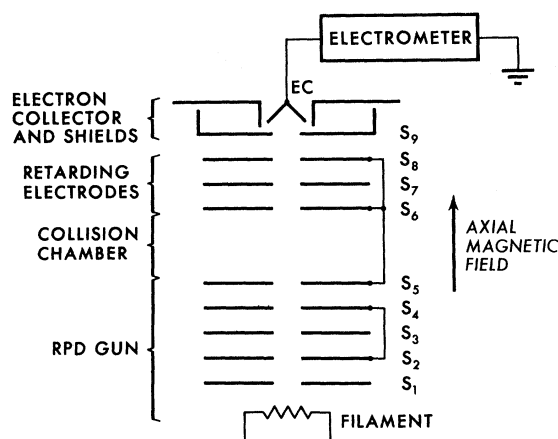 ELECTROMETER
EC
ELECTRON
COLLECTOR
AND SHIELDS
S9
S8
RETARDING
ELECTRODES
S7
S6
COLLISION
CHAMBER
AXIAL
MAGNETIC
FIELD
S5
S4
RPD GUN
S3
S2
S1
FILAMENT